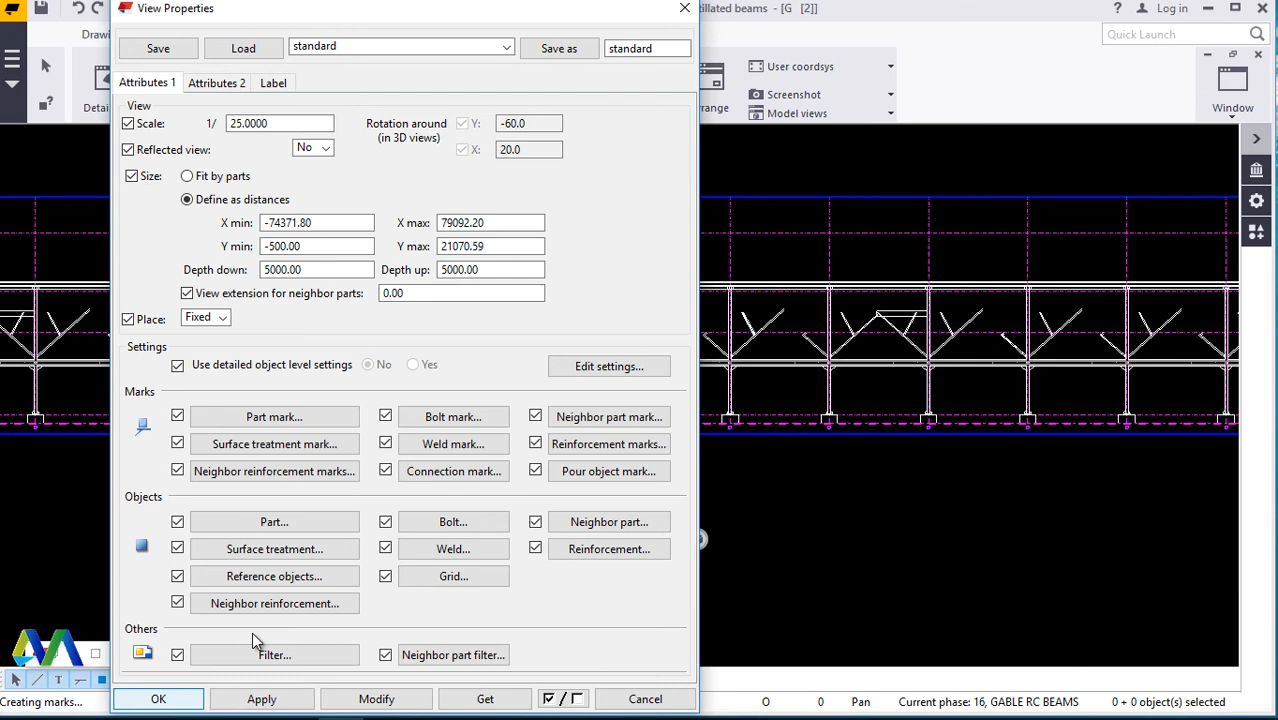 View Properties
tillated beams - [G [2]]
Log in
Save
Load
standard
Save as
standard
Quick Launch
Drawi
Attributes 1
Attributes 2
Label
User coordsys
Detai
range
Screenshot
Window
Model views
View
Scale: 1/ 25.0000
Rotation around Y: -60.0
(in 3D views)
Reflected view: No
X: 20.0
Size: Fit by parts
Define as distances
X min: -74371.80 X max: 79092.20
Y min: -500.00 Y max: 21070.59
Depth down: 5000.00 Depth up: 5000.00
View extension for neighbor parts: 0.00
Place: Fixed
Settings
Use detailed object level settings No Yes Edit settings...
Marks
Part mark... Bolt mark... Neighbor part mark...
Surface treatment mark... Weld mark... Reinforcement marks...
Neighbor reinforcement marks... Connection mark... Pour object mark...
Objects
Part... Bolt... Neighbor part...
Surface treatment... Weld... Reinforcement...
Reference objects... Grid...
Neighbor reinforcement...
Others
Filter... Neighbor part filter...
OK Apply Modify Get / Cancel
Creating marks... O 0 Pan Current phase: 16, GABLE RC BEAMS 0 + 0 object(s) selected